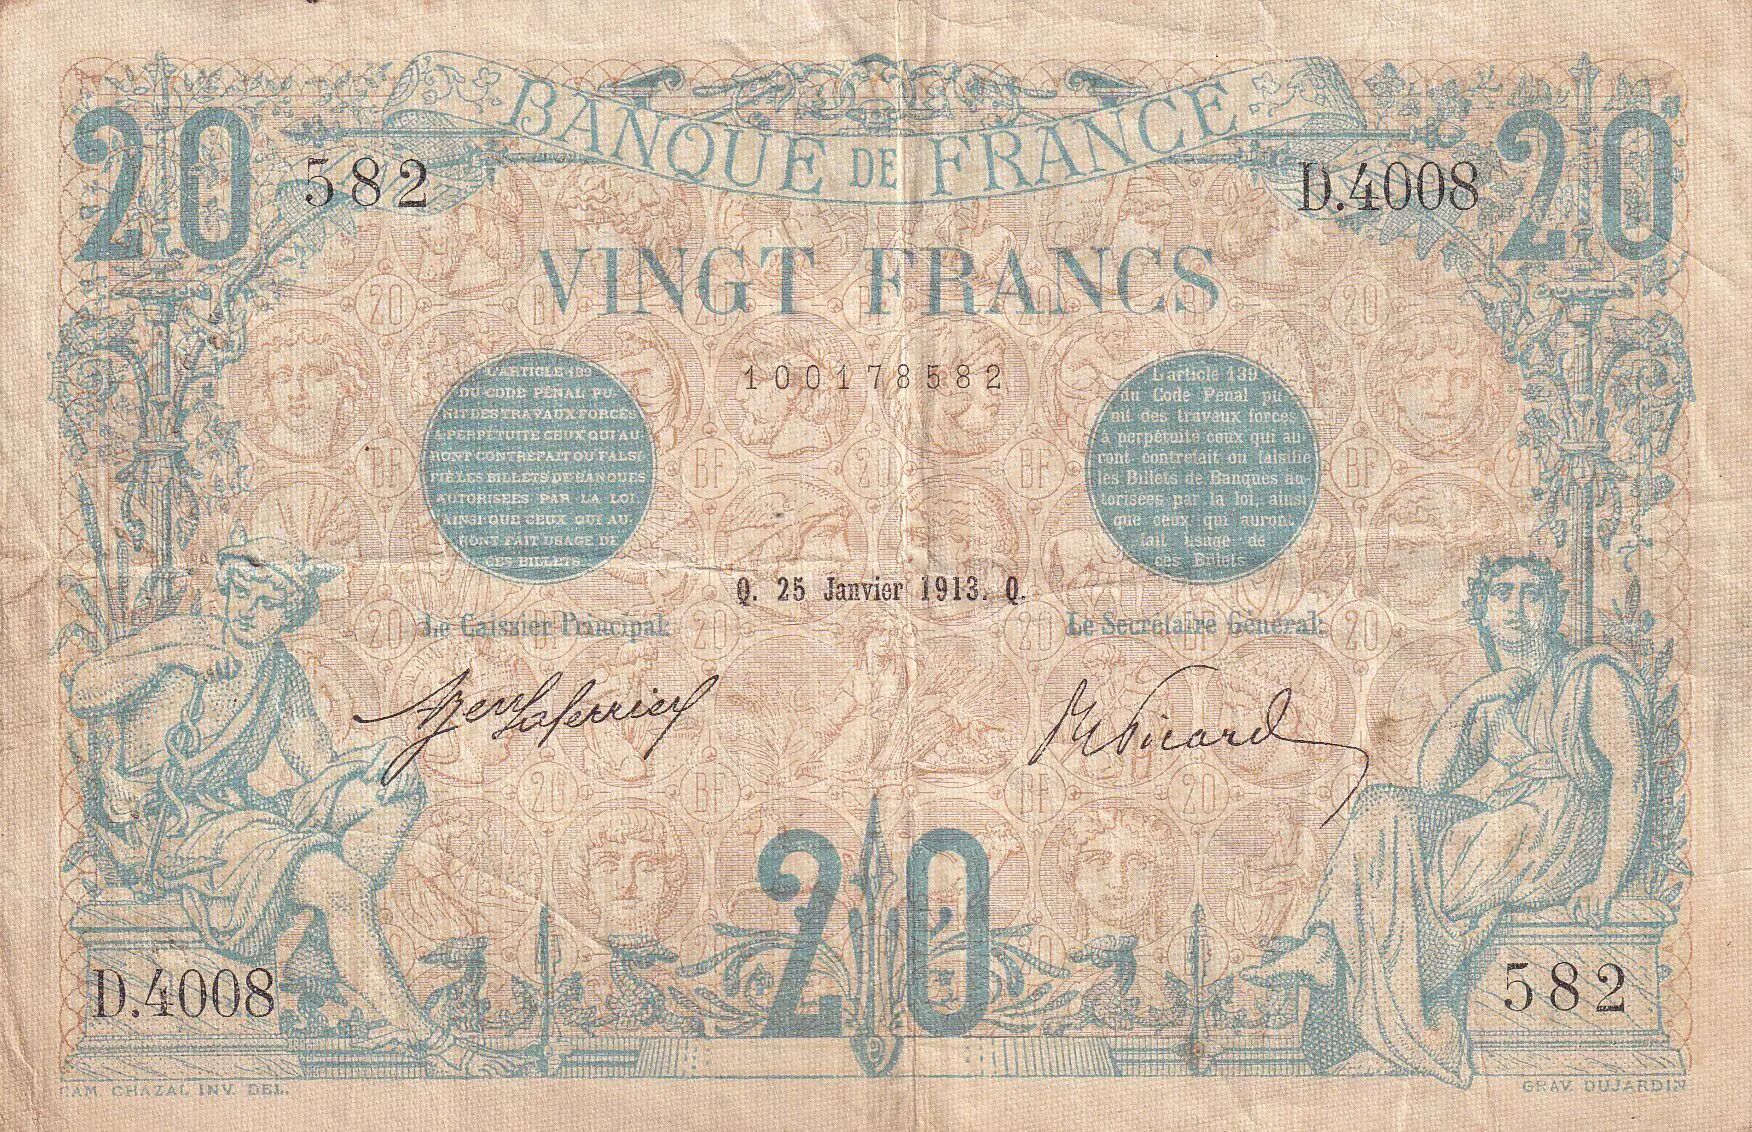 BANQUE DE FRANCE
20 582 D.4008 20
VINGT FRANCS
100178582
L'ARTICLE 139
DU CODE PÉNAL PU-
NIT DES TRAVAUX FORCÉS
À PERPÉTUITÉ CEUX QUI AU-
RONT CONTREFAIT OU FALSI
FIÉ LES BILLETS DE BANQUES
AUTORISÉES PAR LA LOI
AINSI QUE CEUX QUI AU-
RONT FAIT USAGE DE
CES BILLETS.
L'article 139
du Code Pénal pu-
nit des travaux forcés
à perpétuité ceux qui au-
ront contrefait ou falsifié
les Billets de Banques au-
torisées par la loi, ainsi
que ceux qui auront
fait usage de
ces Billets
Q. 25 Janvier 1913. Q.
Le Caissier Principal:
Le Secrétaire Général:
Picard
20
D.4008
582
CAM. CHAZAL INV. DEL.
GRAV. DUJARDIN